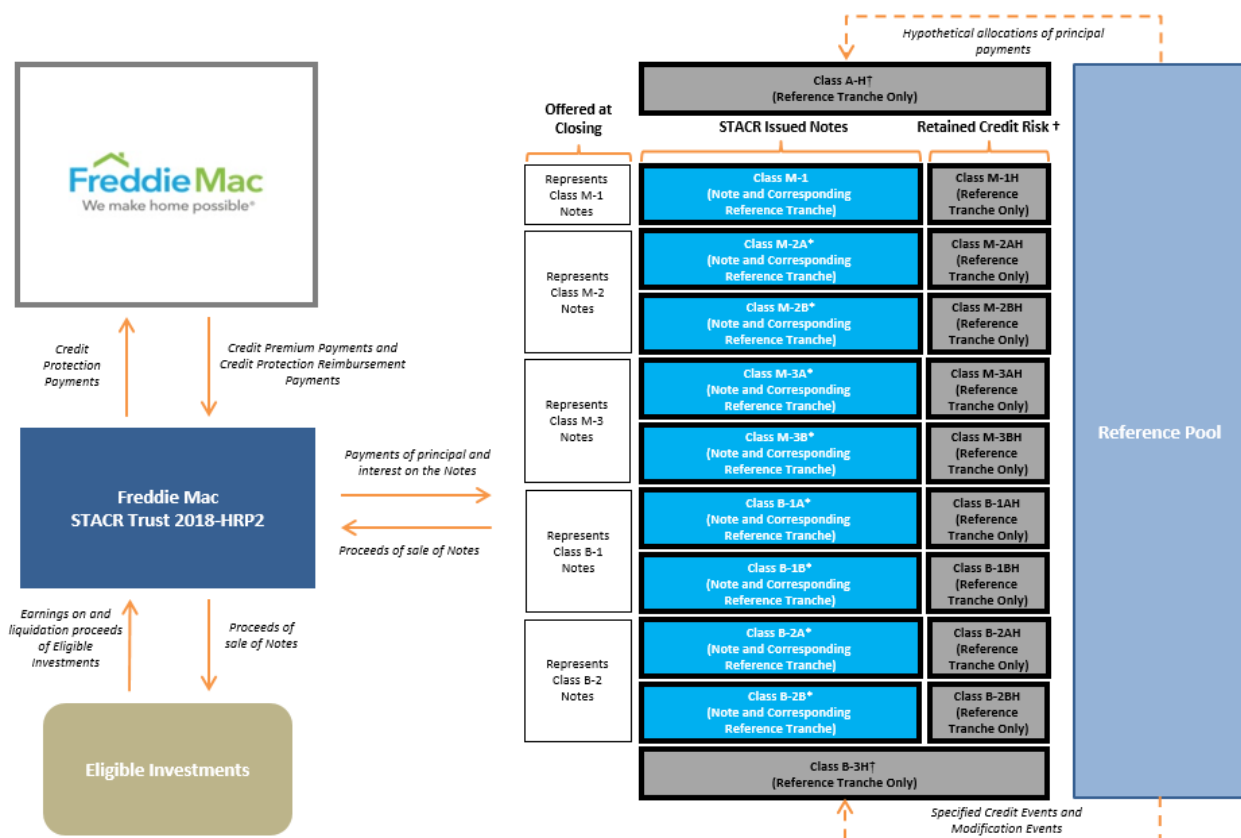 Hypothetical allocations of principal
payments
FreddieMac
We make home possible®
Class A-H†
(Reference Tranche Only)
Offered at
Closing
STACR Issued Notes
Retained Credit Risk †
Represents
Class M-1
Notes
Class M-1
(Note and Corresponding
Reference Tranche)
Class M-1H
(Reference
Tranche Only)
Represents
Class M-2
Notes
Class M-2A*
(Note and Corresponding
Reference Tranche)
Class M-2AH
(Reference
Tranche Only)
Class M-2B*
(Note and Corresponding
Reference Tranche)
Class M-2BH
(Reference
Tranche Only)
Represents
Class M-3
Notes
Class M-3A*
(Note and Corresponding
Reference Tranche)
Class M-3AH
(Reference
Tranche Only)
Class M-3B*
(Note and Corresponding
Reference Tranche)
Class M-3BH
(Reference
Tranche Only)
Represents
Class B-1
Notes
Class B-1A*
(Note and Corresponding
Reference Tranche)
Class B-1AH
(Reference
Tranche Only)
Class B-1B*
(Note and Corresponding
Reference Tranche)
Class B-1BH
(Reference
Tranche Only)
Represents
Class B-2
Notes
Class B-2A*
(Note and Corresponding
Reference Tranche)
Class B-2AH
(Reference
Tranche Only)
Class B-2B*
(Note and Corresponding
Reference Tranche)
Class B-2BH
(Reference
Tranche Only)
Class B-3H†
(Reference Tranche Only)
Reference Pool
Specified Credit Events and
Modification Events
Credit
Protection
Payments
Credit Premium Payments and
Credit Protection Reimbursement
Payments
Freddie Mac
STACR Trust 2018-HRP2
Payments of principal and
interest on the Notes
Proceeds of sale of Notes
Earnings on and
liquidation proceeds
of Eligible
Investments
Proceeds of
sale of Notes
Eligible Investments